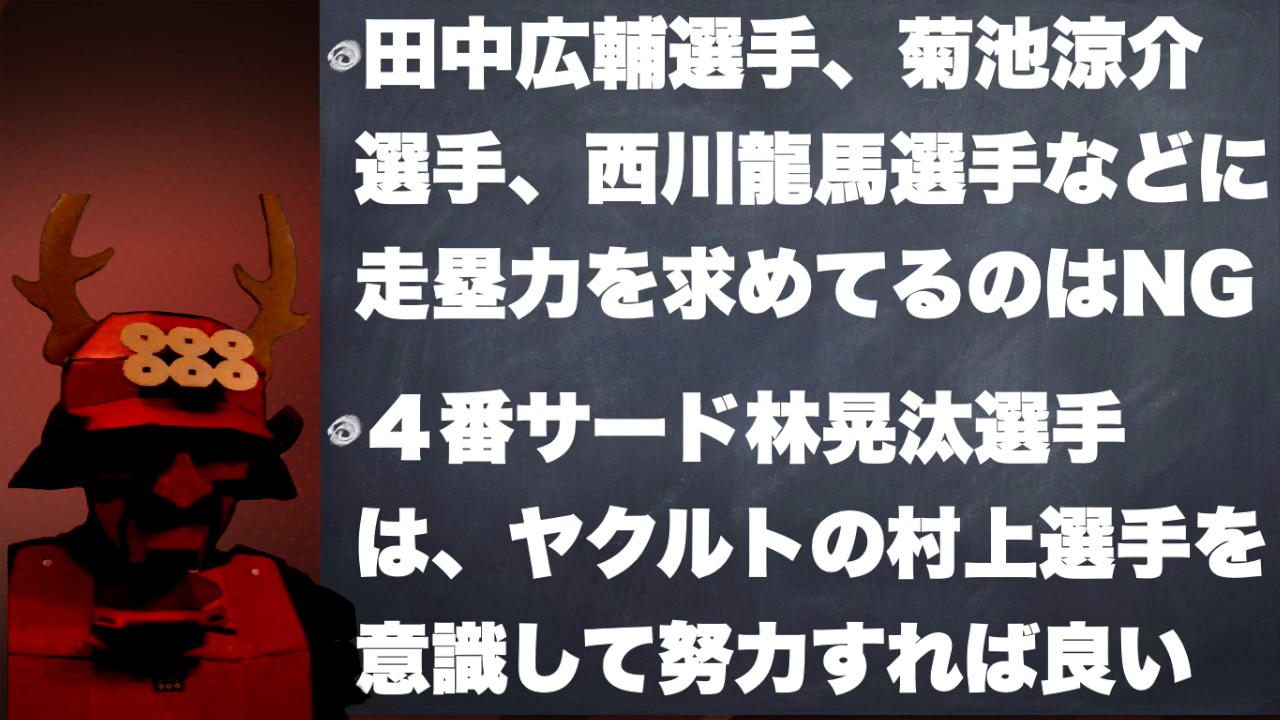 田中広輔選手、菊池涼介
選手、西川龍馬選手などに
走塁力を求めてるのはNG
４番サード林晃汰選手
は、ヤクルトの村上選手を
意識して努力すれば良い